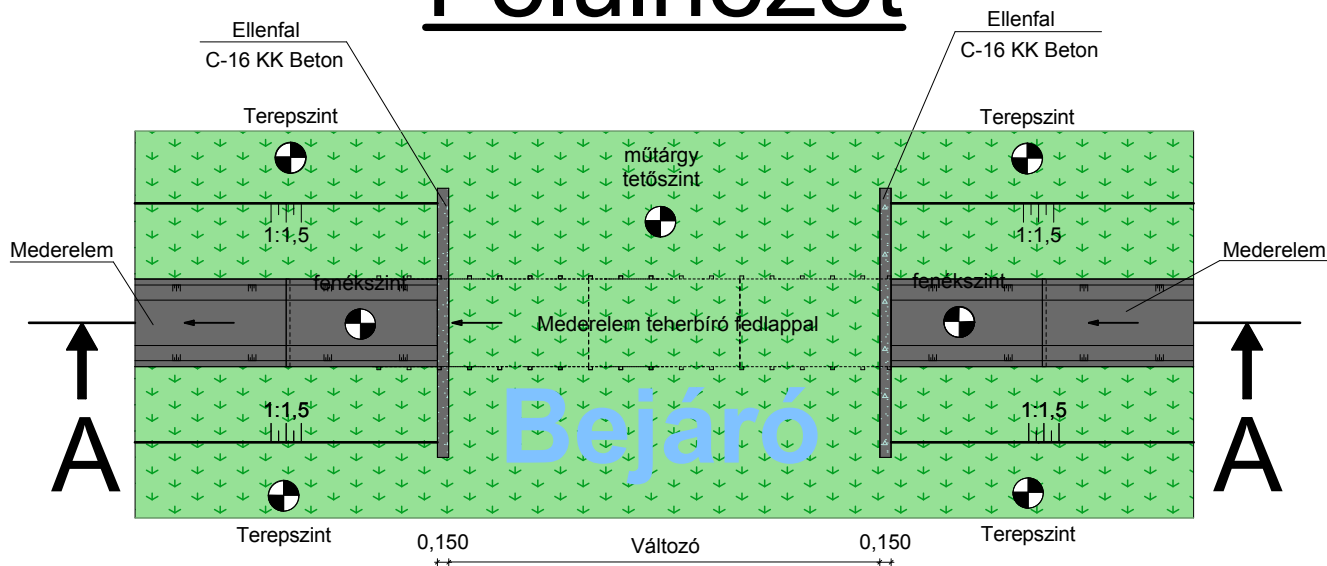 Ellenfal
C-16 KK Beton
Ellenfal
C-16 KK Beton
Terepszint
Terepszint
műtárgy
tetőszint
1:1,5
1:1,5
Mederelem
Mederelem
fenékszint
fenékszint
Mederelem teherbíró fedlappal
A
A
1:1,5
1:1,5
Bejáró
Terepszint
Terepszint
0,150
Változó
0,150